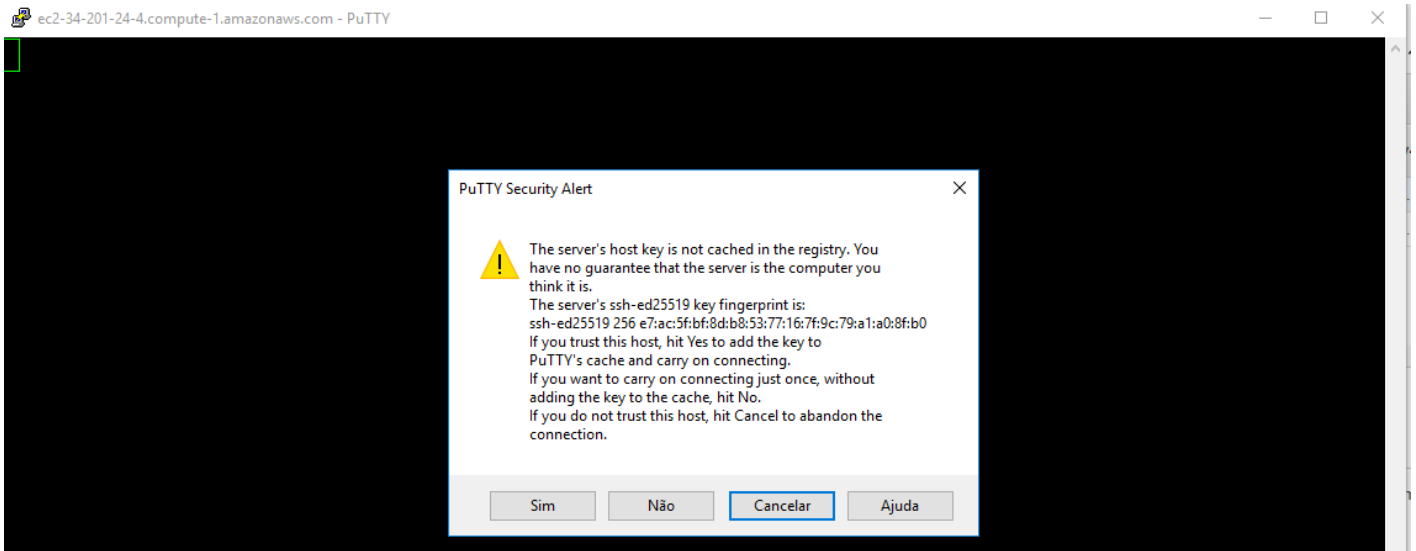 ec2-34-201-24-4.compute-1.amazonaws.com - PuTTY
PuTTY Security Alert
The server's host key is not cached in the registry. You
have no guarantee that the server is the computer you
think it is.
The server's ssh-ed25519 key fingerprint is:
ssh-ed25519 256 e7:ac:5f:bf:8d:b8:53:77:16:7f:9c:79:a1:a0:8f:b0
If you trust this host, hit Yes to add the key to
PuTTY's cache and carry on connecting.
If you want to carry on connecting just once, without
adding the key to the cache, hit No.
If you do not trust this host, hit Cancel to abandon the
connection.
Sim Não Cancelar Ajuda